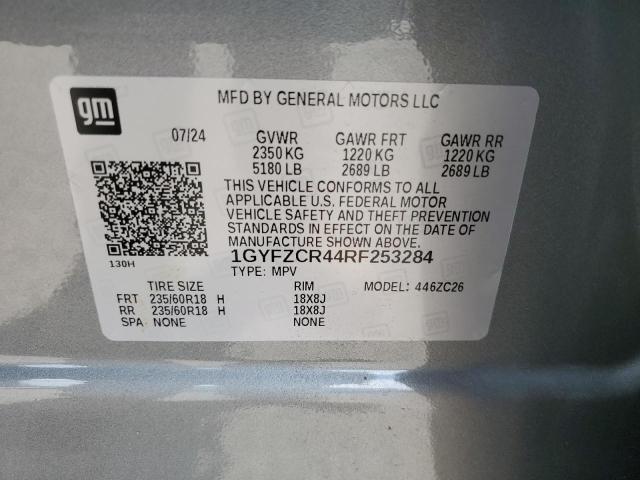 gm
MFD BY GENERAL MOTORS LLC
07/24 GVWR GAWR FRT GAWR RR
2350 KG 1220 KG 1220 KG
5180 LB 2689 LB 2689 LB
THIS VEHICLE CONFORMS TO ALL
APPLICABLE U.S. FEDERAL MOTOR
VEHICLE SAFETY AND THEFT PREVENTION
STANDARDS IN EFFECT ON THE DATE OF
MANUFACTURE SHOWN ABOVE.
130H
1GYFZCR44RF253284
TYPE: MPV MODEL: 446ZC26
TIRE SIZE RIM
FRT 235/60R18 H 18X8J
RR 235/60R18 H 18X8J
SPA NONE NONE